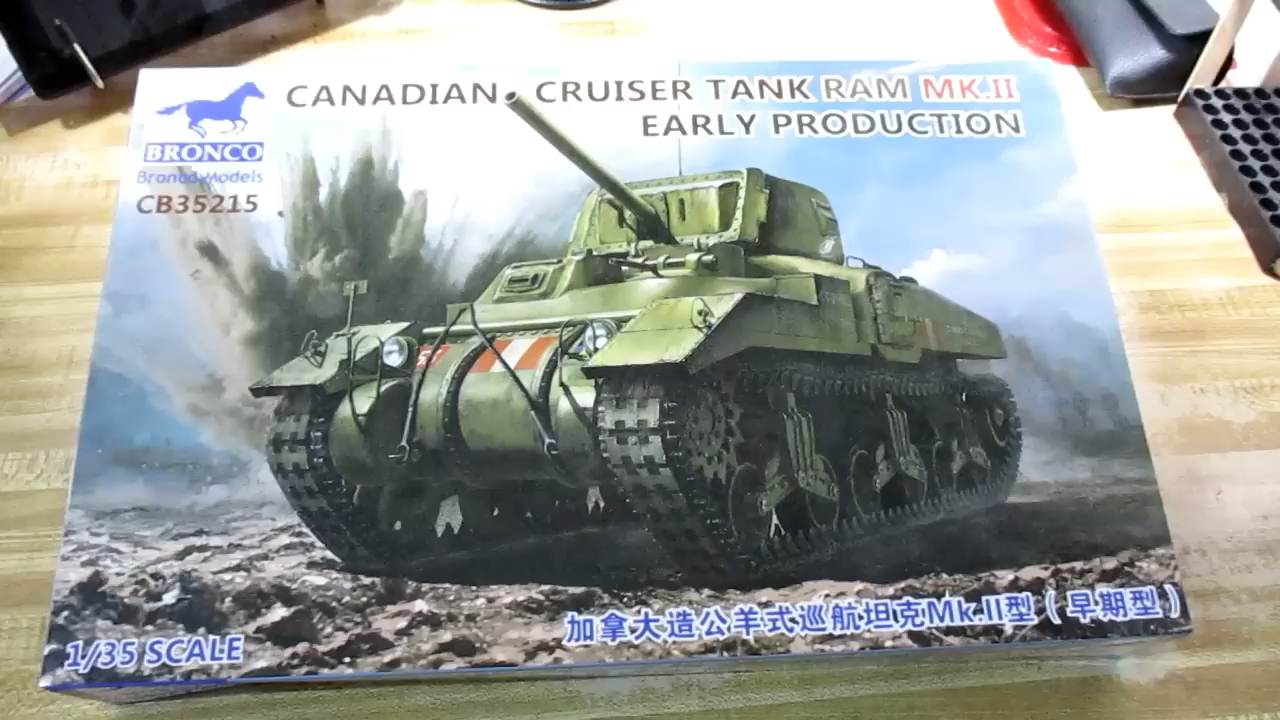 CANADIAN CRUISER TANK RAM MK.II
EARLY PRODUCTION
BRONCO
Bronco Models
CB35215
加拿大造公羊式巡航坦克Mk.II型（早期型）
1/35 SCALE